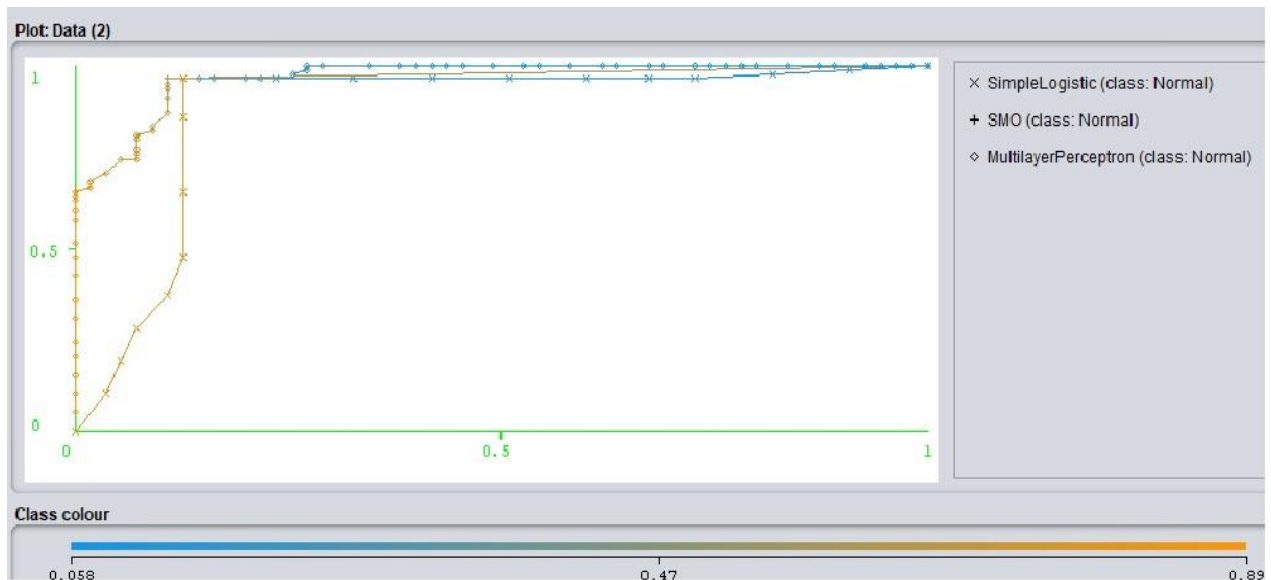 Plot: Data (2)
1
0.5
0
0
0.5
1
SimpleLogistic (class: Normal)
SMO (class: Normal)
MultilayerPerceptron (class: Normal)
Class colour
0.058
0.47
0.89